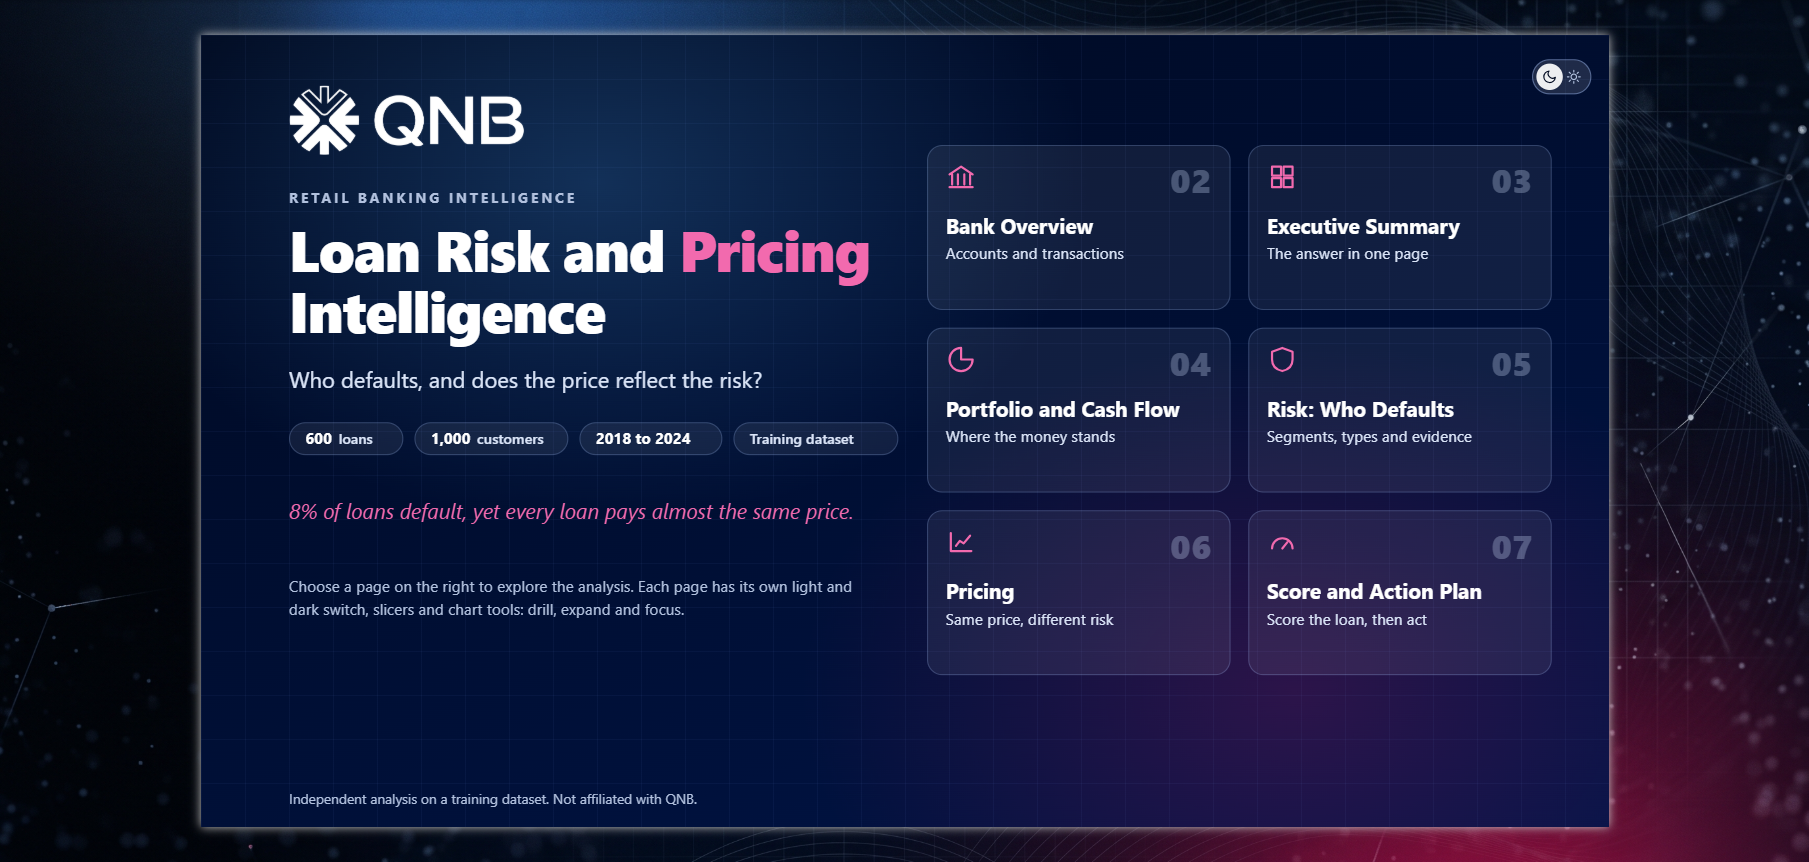 QNB
RETAIL BANKING INTELLIGENCE
Loan Risk and Pricing
Intelligence
Who defaults, and does the price reflect the risk?
600 loans
1,000 customers
2018 to 2024
Training dataset
8% of loans default, yet every loan pays almost the same price.
Choose a page on the right to explore the analysis. Each page has its own light and
dark switch, slicers and chart tools: drill, expand and focus.
02
Bank Overview
Accounts and transactions
03
Executive Summary
The answer in one page
04
Portfolio and Cash Flow
Where the money stands
05
Risk: Who Defaults
Segments, types and evidence
06
Pricing
Same price, different risk
07
Score and Action Plan
Score the loan, then act
Independent analysis on a training dataset. Not affiliated with QNB.